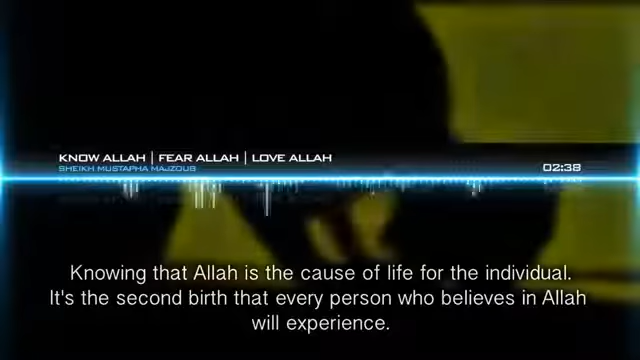 KNOW ALLAH | FEAR ALLAH | LOVE ALLAH
SHEIKH MUSTAPHA MAJZOUB
02:38
Knowing that Allah is the cause of life for the individual.
It's the second birth that every person who believes in Allah
will experience.